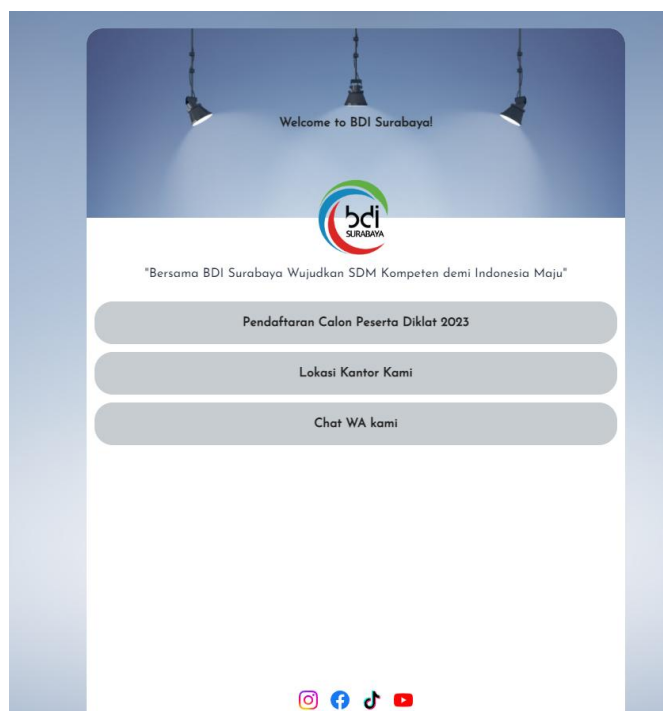 Welcome to BDI Surabaya!
bdi
SURABAYA
"Bersama BDI Surabaya Wujudkan SDM Kompeten demi Indonesia Maju"
Pendaftaran Calon Peserta Diklat 2023
Lokasi Kantor Kami
Chat WA kami